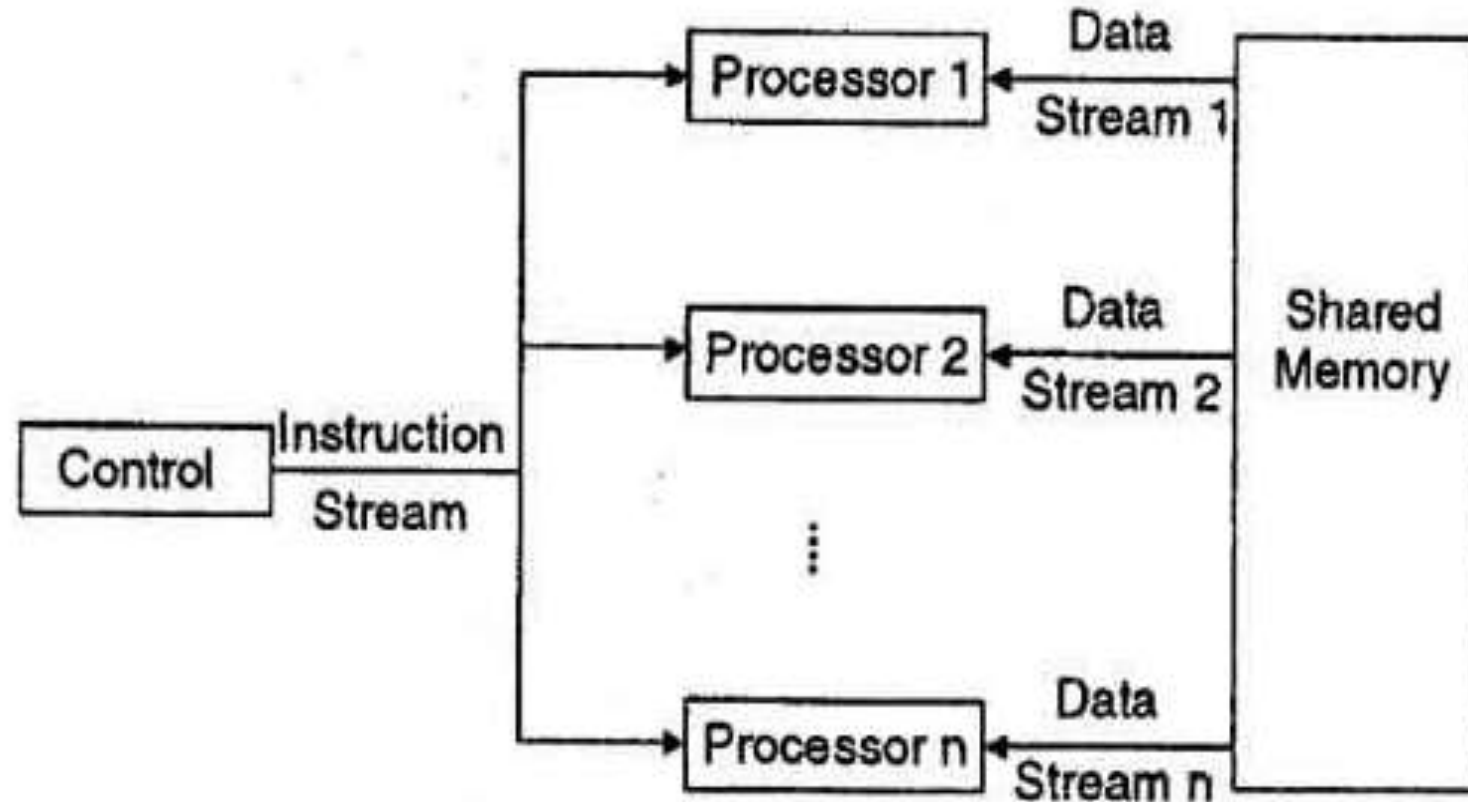 Data
Processor 1
Stream 1
Data
Shared
Processor 2
Memory
Stream 2
Instruction
Control
Stream
Data
Processor n
Stream n